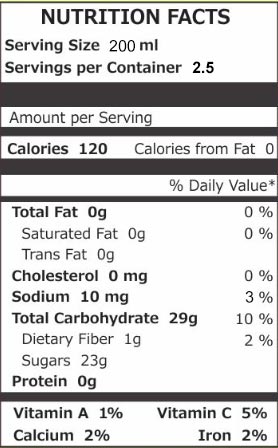 NUTRITION FACTS
Serving Size 200 ml
Servings per Container 2.5
Amount per Serving
Calories 120 Calories from Fat 0
% Daily Value*
Total Fat 0g 0 %
Saturated Fat 0g 0 %
Trans Fat 0g
Cholesterol 0 mg 0 %
Sodium 10 mg 3 %
Total Carbohydrate 29g 10 %
Dietary Fiber 1g 2 %
Sugars 23g
Protein 0g
Vitamin A 1% Vitamin C 5%
Calcium 2% Iron 2%